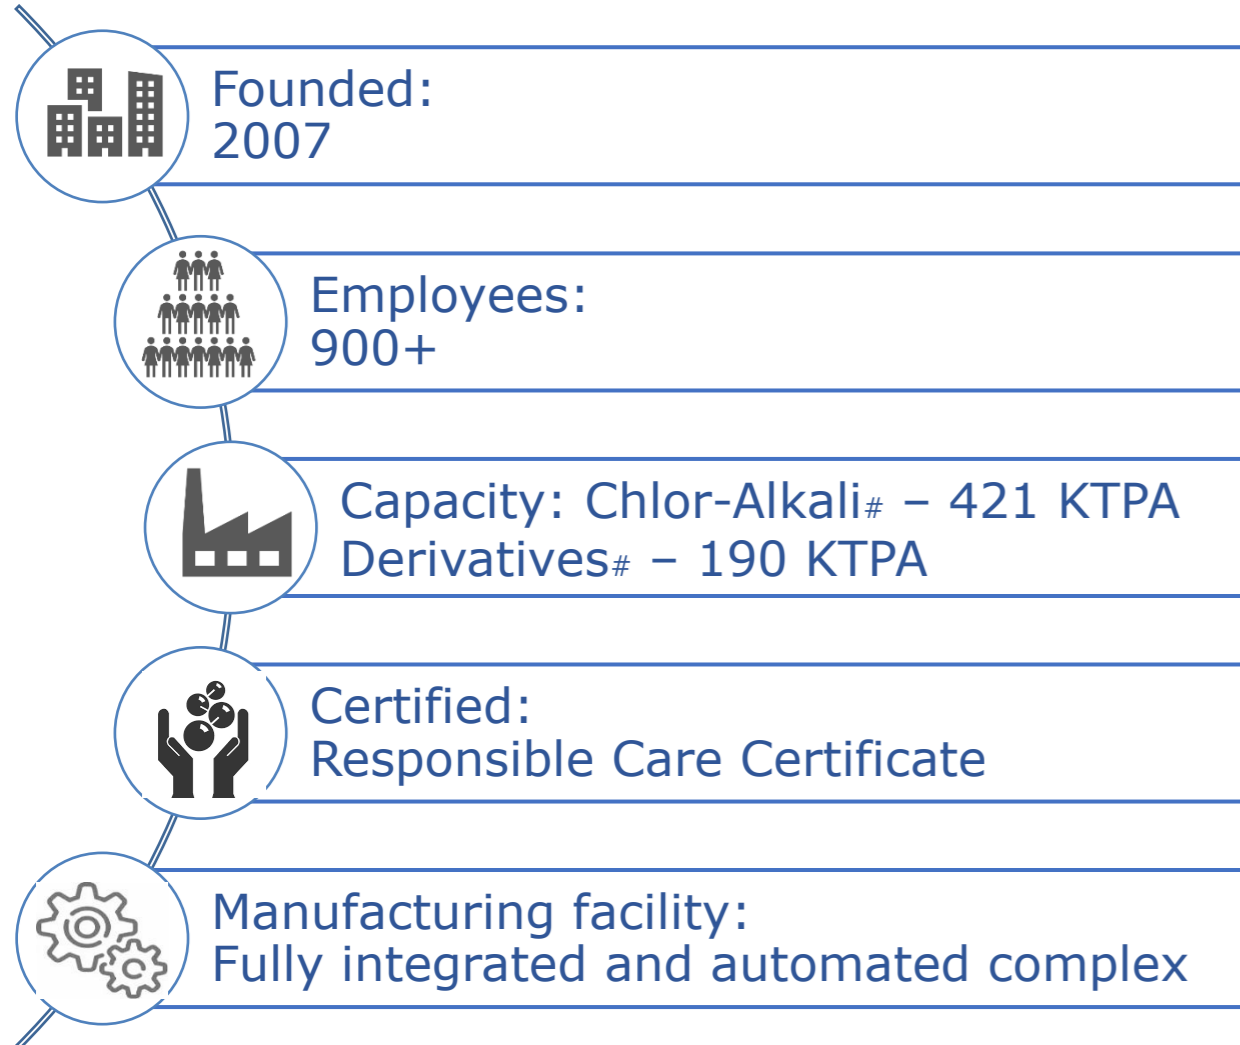 Founded:
2007
Employees:
900+
Capacity: Chlor-Alkali# – 421 KTPA
Derivatives# – 190 KTPA
Certified:
Responsible Care Certificate
Manufacturing facility:
Fully integrated and automated complex